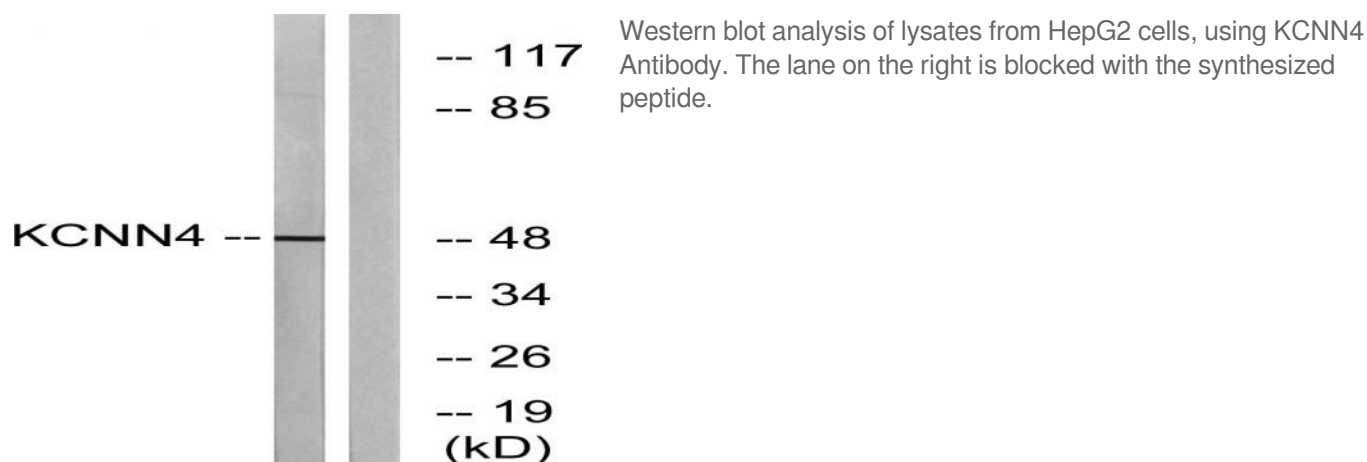 Western blot analysis of lysates from HepG2 cells, using KCNN4
Antibody. The lane on the right is blocked with the synthesized
peptide.
-- 117
-- 85
KCNN4 --
-- 48
-- 34
-- 26
-- 19
(kD)